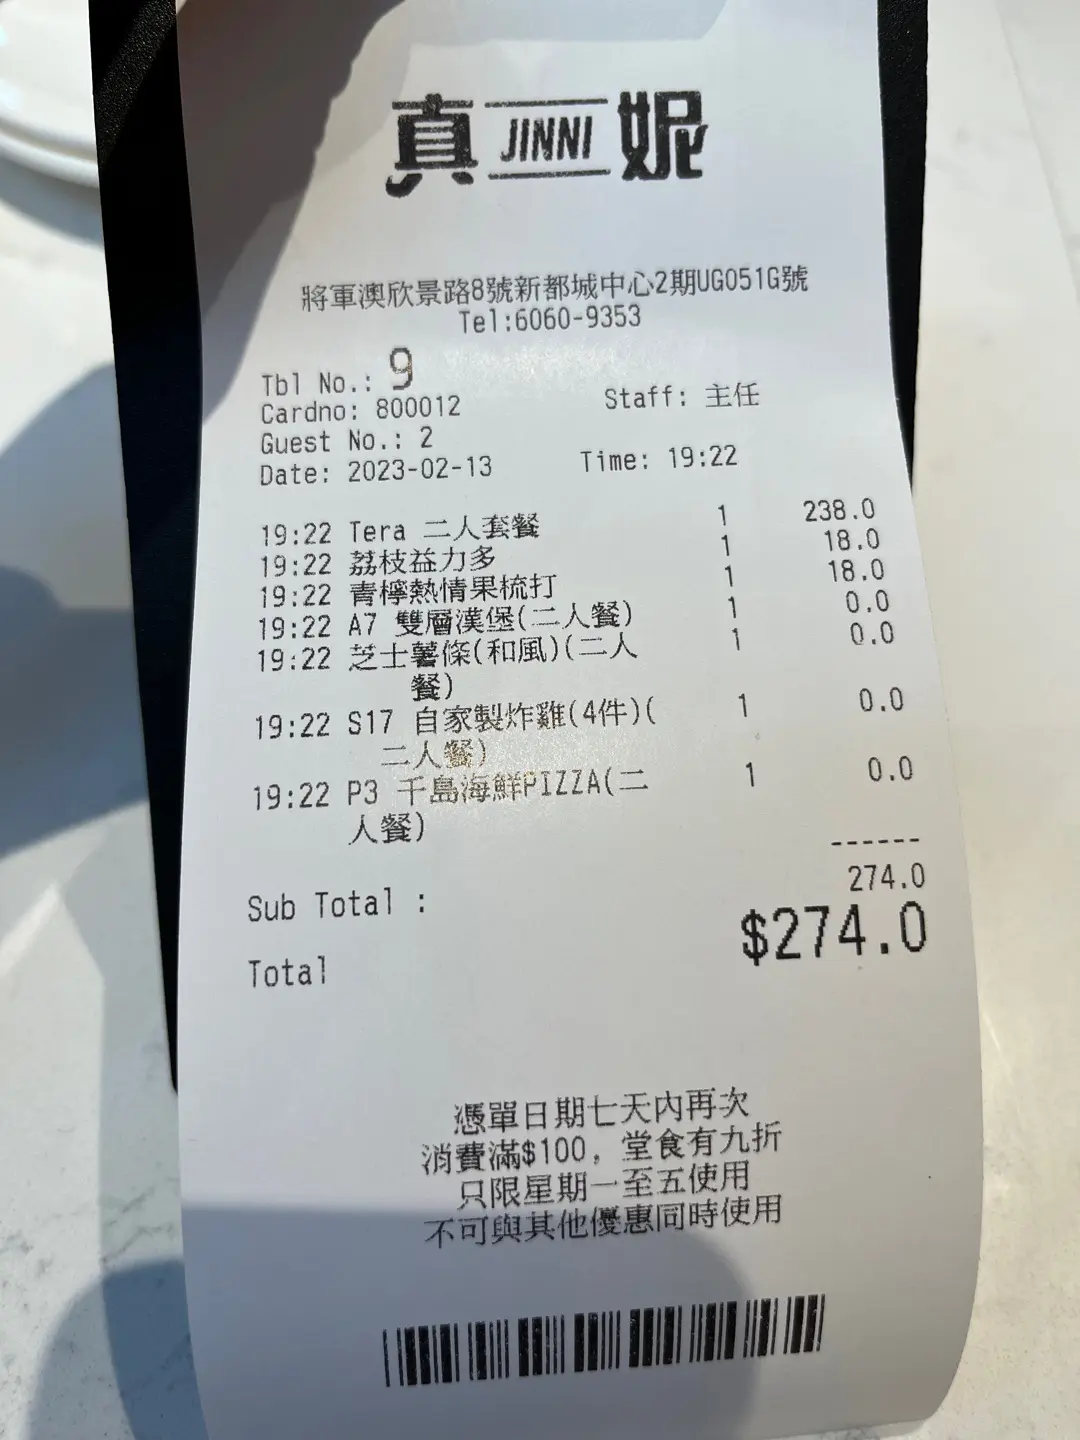 真 JINNI 妮
將軍澳欣景路8號新都城中心2期UG051G號
Tel:6060-9353
Tbl No.: 9
Cardno: 800012 Staff: 主任
Guest No.: 2
Date: 2023-02-13 Time: 19:22
19:22 Tera 二人套餐 1 238.0
19:22 荔枝益力多 1 18.0
19:22 青檸熱情果梳打 1 18.0
19:22 A7 雙層漢堡(二人餐) 1 0.0
19:22 芝士薯條(和風)(二人 1 0.0
餐)
19:22 S17 自家製炸雞(4件)( 1 0.0
二人餐)
19:22 P3 千島海鮮PIZZA(二 1 0.0
人餐)
------
Sub Total : 274.0
Total $274.0
憑單日期七天內再次
消費滿$100, 堂食有九折
只限星期一至五使用
不可與其他優惠同時使用